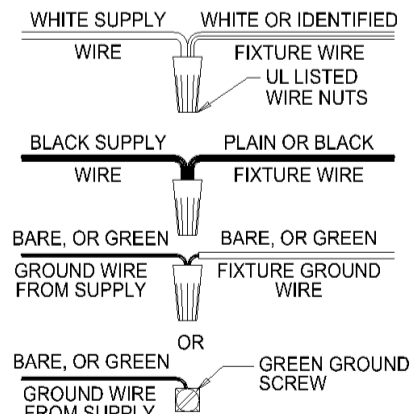 WHITE SUPPLY WHITE OR IDENTIFIED
WIRE FIXTURE WIRE
UL LISTED
WIRE NUTS
BLACK SUPPLY PLAIN OR BLACK
WIRE FIXTURE WIRE
BARE, OR GREEN BARE, OR GREEN
GROUND WIRE FIXTURE GROUND
FROM SUPPLY WIRE
OR
BARE, OR GREEN GREEN GROUND
SCREW
GROUND WIRE
FROM SUPPLY